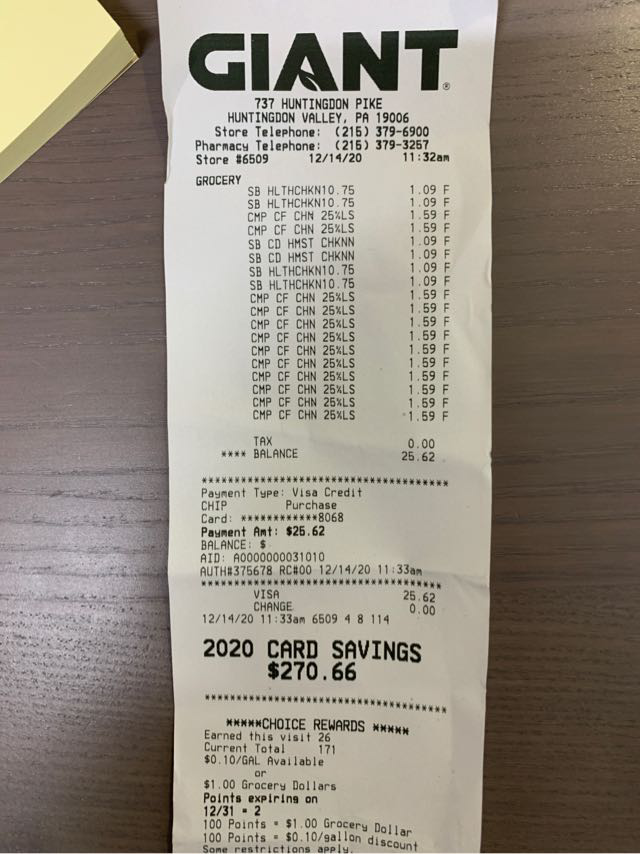 GIANT®
737 HUNTINGDON PIKE
HUNTINGDON VALLEY, PA 19006
Store Telephone: (215) 379-6900
Pharmacy Telephone: (215) 379-3257
Store #6509 12/14/20 11:32am
GROCERY
SB HLTHCHKN10.75 1.09 F
SB HLTHCHKN10.75 1.09 F
CMP CF CHN 25%LS 1.59 F
CMP CF CHN 25%LS 1.59 F
SB CD HMST CHKNN 1.09 F
SB CD HMST CHKNN 1.09 F
SB HLTHCHKN10.75 1.09 F
SB HLTHCHKN10.75 1.09 F
CMP CF CHN 25%LS 1.59 F
CMP CF CHN 25%LS 1.59 F
CMP CF CHN 25%LS 1.59 F
CMP CF CHN 25%LS 1.59 F
CMP CF CHN 25%LS 1.59 F
CMP CF CHN 25%LS 1.59 F
CMP CF CHN 25%LS 1.59 F
CMP CF CHN 25%LS 1.59 F
CMP CF CHN 25%LS 1.59 F
CMP CF CHN 25%LS 1.59 F
TAX 0.00
**** BALANCE 25.62
******************************************
Payment Type: Visa Credit
CHIP Purchase
Card: ************8068
Payment Amt: $25.62
BALANCE: $
AID: A0000000031010
AUTH#375678 RC#00 12/14/20 11:33am
******************************************
VISA 25.62
CHANGE 0.00
12/14/20 11:33am 6509 4 8 114
2020 CARD SAVINGS
$270.66
******************************************
*****CHOICE REWARDS *****
Earned this visit 26
Current Total 171
$0.10/GAL Available
or
$1.00 Grocery Dollars
Points expiring on
12/31 = 2
100 Points = $1.00 Grocery Dollar
100 Points = $0.10/gallon discount
Some restrictions apply.